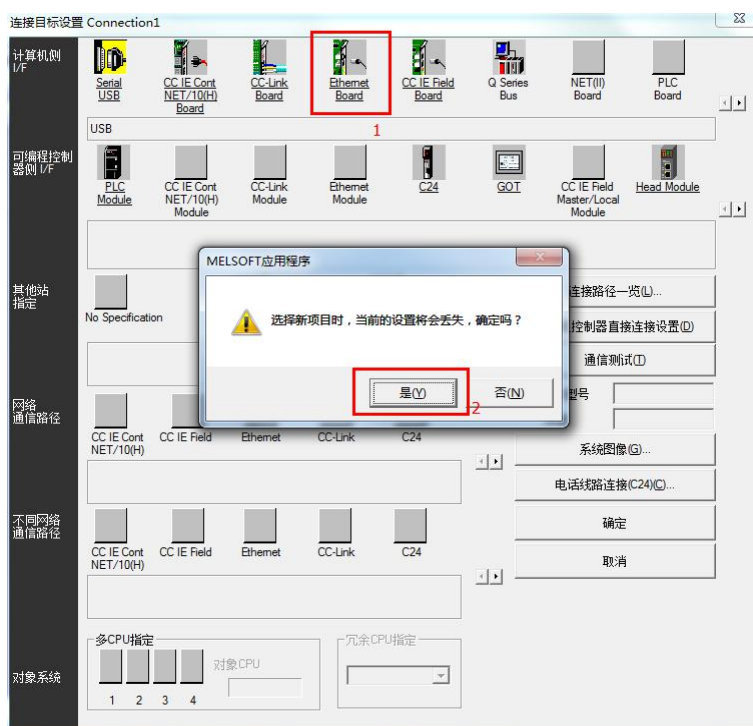 连接目标设置 Connection1
计算机侧
I/F
Serial
USB
CC IE Cont
NET/10(H)
Board
CC-Link
Board
Ethernet
Board
CC IE Field
Board
Q Series
Bus
NET(II)
Board
PLC
Board
USB
1
可编程控制
器侧 I/F
PLC
Module
CC IE Cont
NET/10(H)
Module
CC-Link
Module
Ethernet
Module
C24
GOT
CC IE Field
Master/Local
Module
Head Module
MELSOFT应用程序
选择新项目时，当前的设置将会丢失，确定吗？
是(Y)
否(N)
2
其他站
指定
No Specification
连接路径一览(L)...
控制器直接连接设置(D)
通信测试(T)
型号
系统图像(G)...
电话线路连接(C24)(C)...
确定
取消
网络
通信路径
CC IE Cont
NET/10(H)
CC IE Field
Ethernet
CC-Link
C24
不同网络
通信路径
CC IE Cont
NET/10(H)
CC IE Field
Ethernet
CC-Link
C24
对象系统
多CPU指定
1 2 3 4
对象CPU
冗余CPU指定